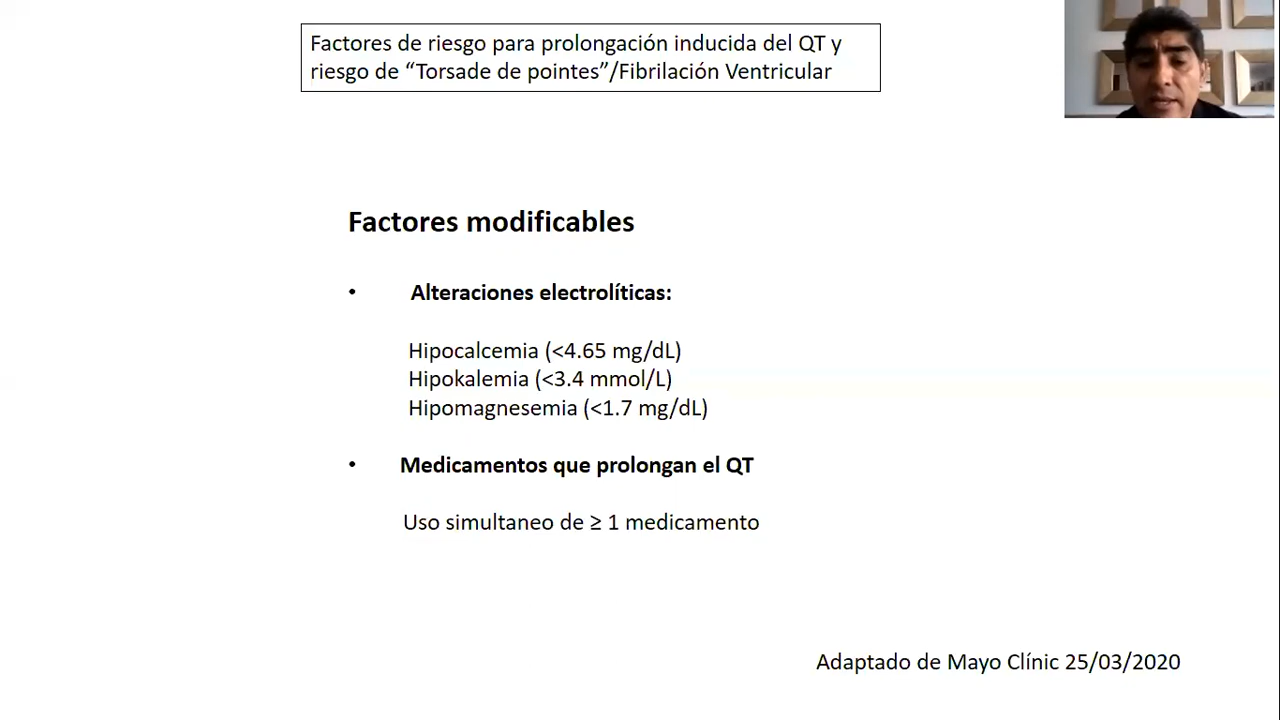 Factores de riesgo para prolongación inducida del QT y
riesgo de “Torsade de pointes”/Fibrilación Ventricular
Factores modificables
• Alteraciones electrolíticas:
Hipocalcemia (<4.65 mg/dL)
Hipokalemia (<3.4 mmol/L)
Hipomagnesemia (<1.7 mg/dL)
• Medicamentos que prolongan el QT
Uso simultaneo de ≥ 1 medicamento
Adaptado de Mayo Clínic 25/03/2020